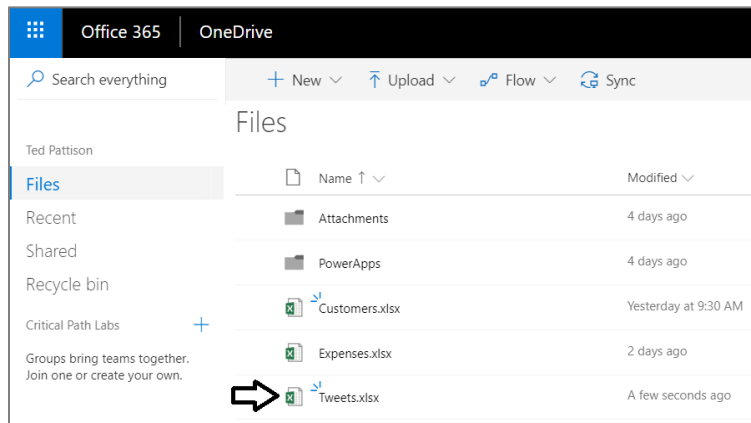 Office 365 OneDrive
Search everything
New Upload Flow Sync
Files
Ted Pattison
Files
Recent
Shared
Recycle bin
Critical Path Labs
Groups bring teams together.
Join one or create your own.
Name Modified
Attachments 4 days ago
PowerApps 4 days ago
Customers.xlsx Yesterday at 9:30 AM
Expenses.xlsx 2 days ago
Tweets.xlsx A few seconds ago